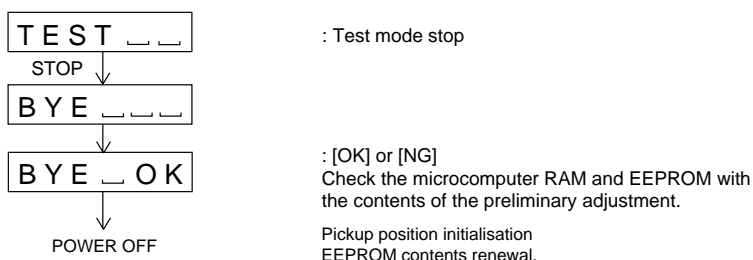 TEST ⎵⎵
: Test mode stop
STOP
BYE ⎵⎵⎵
BYE ⎵ OK
: [OK] or [NG]
Check the microcomputer RAM and EEPROM with
the contents of the preliminary adjustment.
POWER OFF
Pickup position initialisation
EEPROM contents renewal.